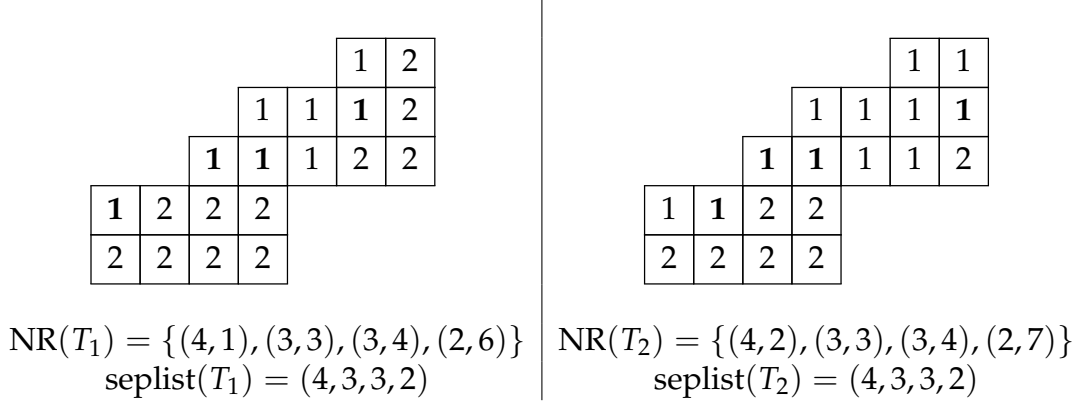 1 2
1 1 1 2
1 1 1 2 2
1 2 2 2
2 2 2 2
NR(T₁) = {(4, 1), (3, 3), (3, 4), (2, 6)}
seplist(T₁) = (4, 3, 3, 2)
1 1
1 1 1 1
1 1 1 1 2
1 1 2 2
2 2 2 2
NR(T₂) = {(4, 2), (3, 3), (3, 4), (2, 7)}
seplist(T₂) = (4, 3, 3, 2)